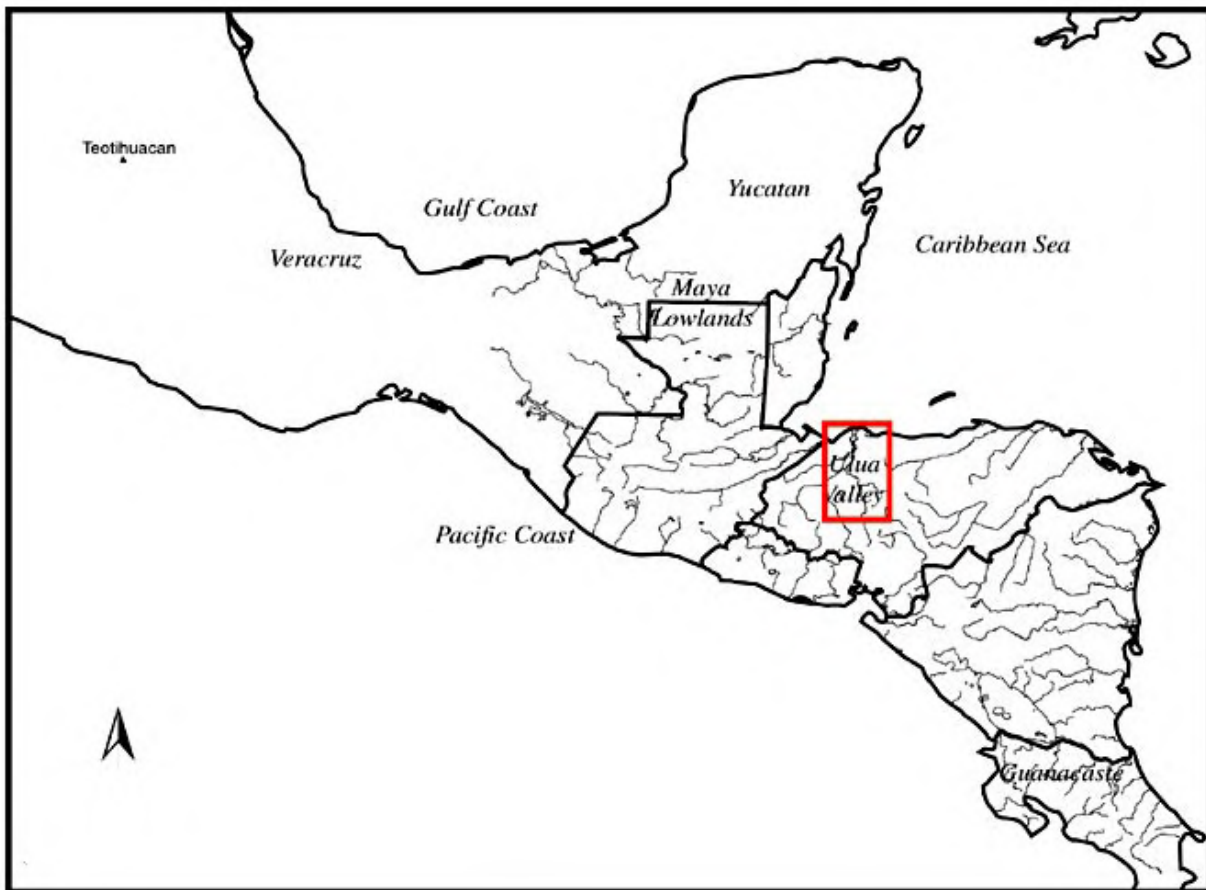 Teotihuacan
Yucatan
Gulf Coast
Caribbean Sea
Veracruz
Maya
Lowlands
Ulua
Valley
Pacific Coast
Guanacaste